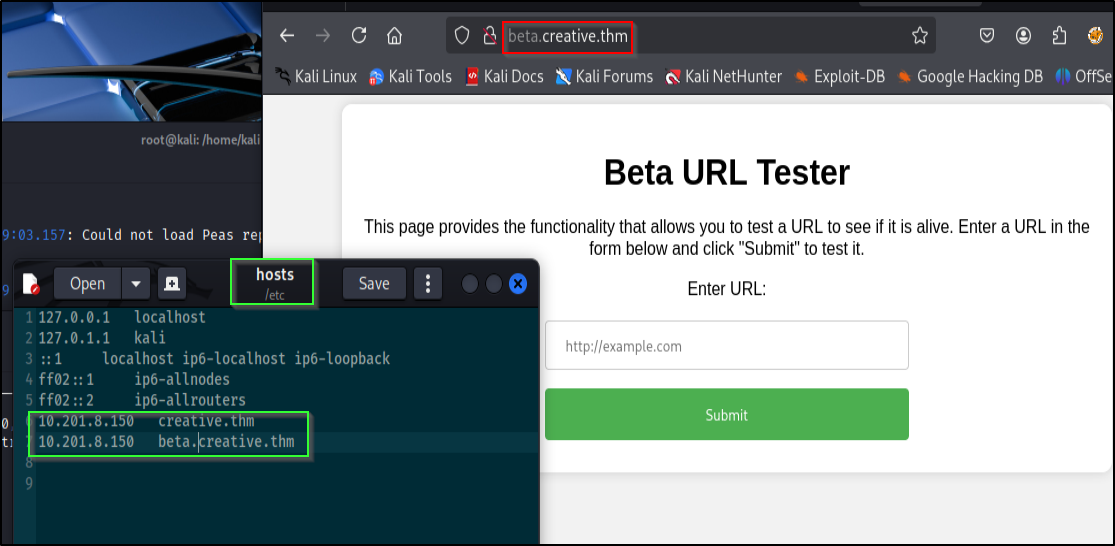 beta.creative.thm
Kali Linux Kali Tools Kali Docs Kali Forums Kali NetHunter Exploit-DB Google Hacking DB OffSe
root@kali: /home/kali
Beta URL Tester
This page provides the functionality that allows you to test a URL to see if it is alive. Enter a URL in the
form below and click "Submit" to test it.
Enter URL:
http://example.com
Submit
9:03.157: Could not load Peas rep
Open
hosts
/etc
Save
1 127.0.0.1 localhost
2 127.0.1.1 kali
3 ::1 localhost ip6-localhost ip6-loopback
4 ff02::1 ip6-allnodes
5 ff02::2 ip6-allrouters
6 10.201.8.150 creative.thm
7 10.201.8.150 beta.creative.thm
8
9